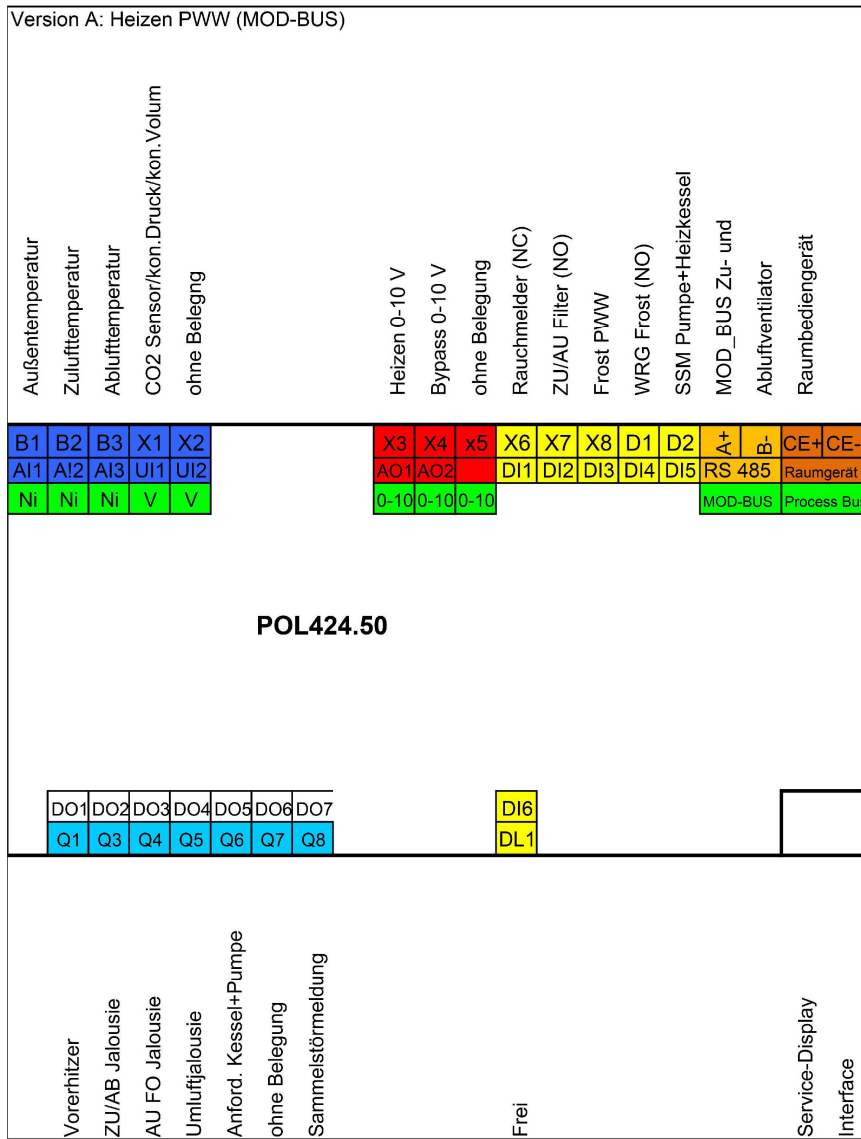 Version A: Heizen PWW (MOD-BUS)
Außentemperatur
Zulufttemperatur
Ablufttemperatur
CO2 Sensor/kon.Druck/kon.Volum
ohne Belegng
Heizen 0-10 V
Bypass 0-10 V
ohne Belegung
Rauchmelder (NC)
ZU/AU Filter (NO)
Frost PWW
WRG Frost (NO)
SSM Pumpe+Heizkessel
MOD_BUS Zu- und
Abluftventilator
Raumbediengerät
B1 B2 B3 X1 X2 X3 X4 x5 X6 X7 X8 D1 D2 A+ B- CE+ CE-
AI1 A!2 AI3 UI1 UI2 AO1 AO2 DI1 DI2 DI3 DI4 DI5 RS 485 Raumgerät
Ni Ni Ni V V 0-10 0-10 0-10 MOD-BUS Process Bus
POL424.50
DO1 DO2 DO3 DO4 DO5 DO6 DO7 DI6
Q1 Q3 Q4 Q5 Q6 Q7 Q8 DL1
Vorerhitzer
ZU/AB Jalousie
AU FO Jalousie
Umluftjalousie
Anford. Kessel+Pumpe
ohne Belegung
Sammelstörmeldung
Frei
Service-Display
Interface